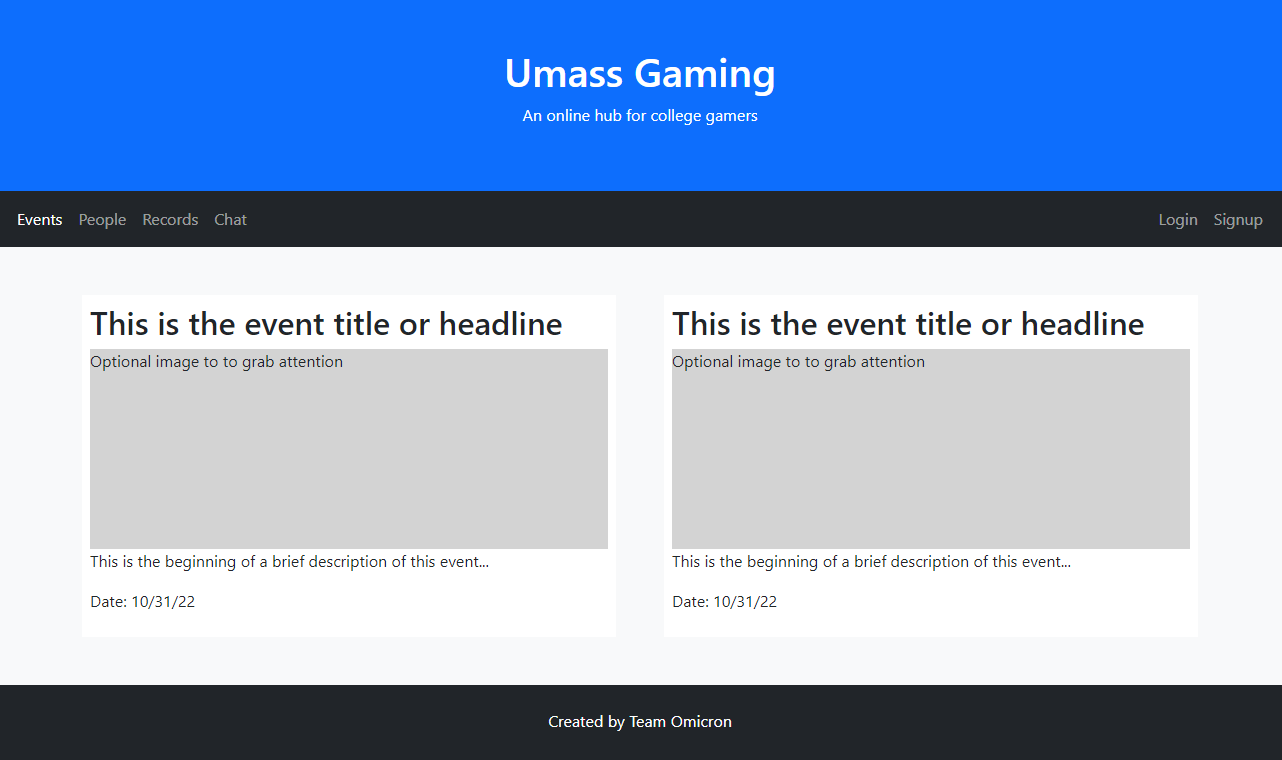 Umass Gaming
An online hub for college gamers
Events People Records Chat Login Signup
This is the event title or headline
Optional image to to grab attention
This is the beginning of a brief description of this event...
Date: 10/31/22
This is the event title or headline
Optional image to to grab attention
This is the beginning of a brief description of this event...
Date: 10/31/22
Created by Team Omicron